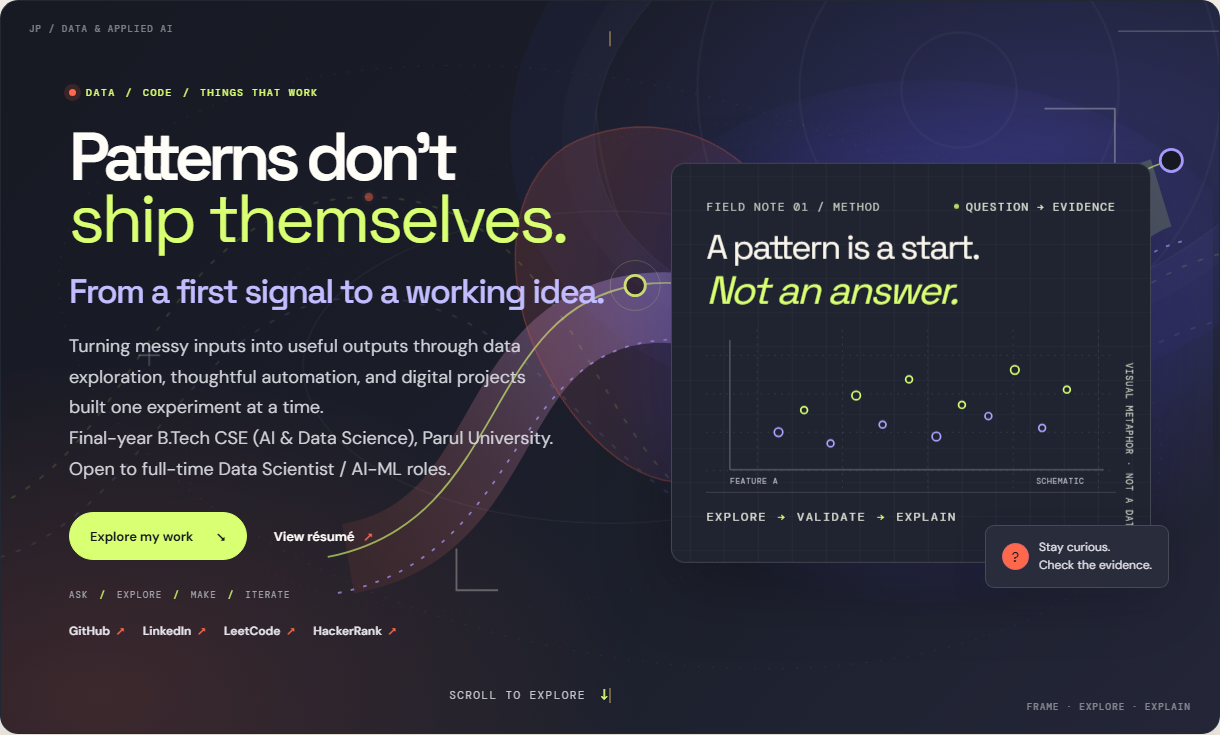 JP / DATA & APPLIED AI
DATA / CODE / THINGS THAT WORK
Patterns don't
ship themselves.
From a first signal to a working idea.
Turning messy inputs into useful outputs through data
exploration, thoughtful automation, and digital projects
built one experiment at a time.
Final-year B.Tech CSE (AI & Data Science), Parul University.
Open to full-time Data Scientist / AI-ML roles.
Explore my work ↘
View résumé ↗
ASK / EXPLORE / MAKE / ITERATE
GitHub ↗ LinkedIn ↗ LeetCode ↗ HackerRank ↗
FIELD NOTE 01 / METHOD
QUESTION → EVIDENCE
A pattern is a start.
Not an answer.
FEATURE A
SCHEMATIC
VISUAL METAPHOR · NOT A DAT
EXPLORE → VALIDATE → EXPLAIN
?
Stay curious.
Check the evidence.
SCROLL TO EXPLORE ↓
FRAME · EXPLORE · EXPLAIN